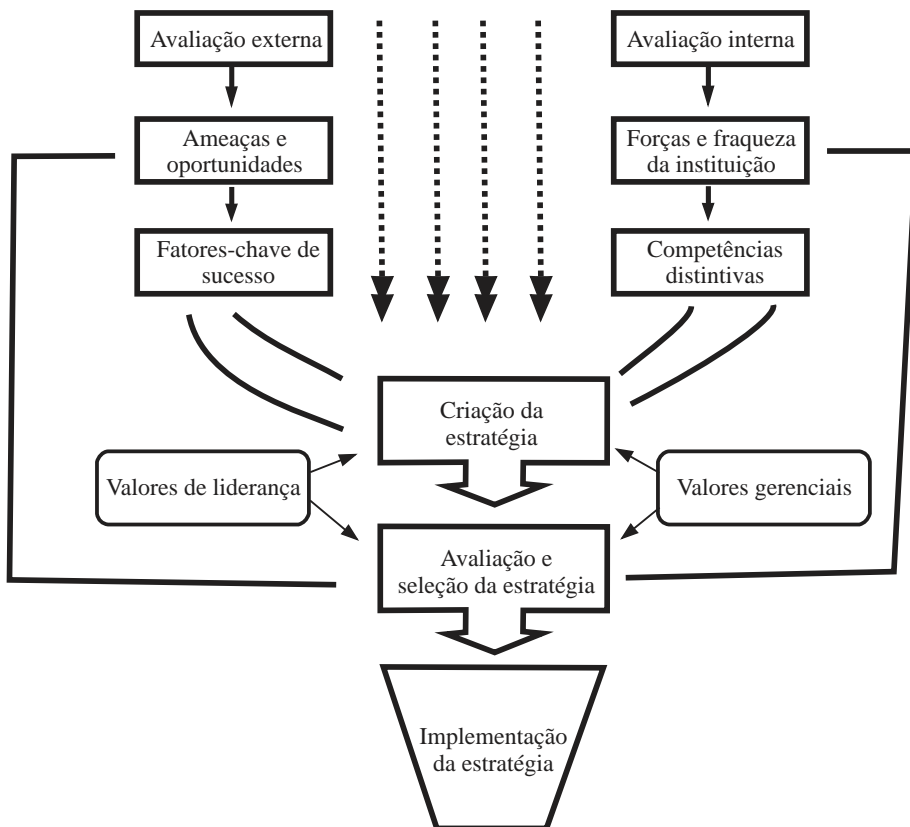 Avaliação externa
Avaliação interna
Ameaças e
oportunidades
Forças e fraqueza
da instituição
Fatores-chave de
sucesso
Competências
distintivas
Criação da
estratégia
Valores de liderança
Valores gerenciais
Avaliação e
seleção da estratégia
Implementação
da estratégia